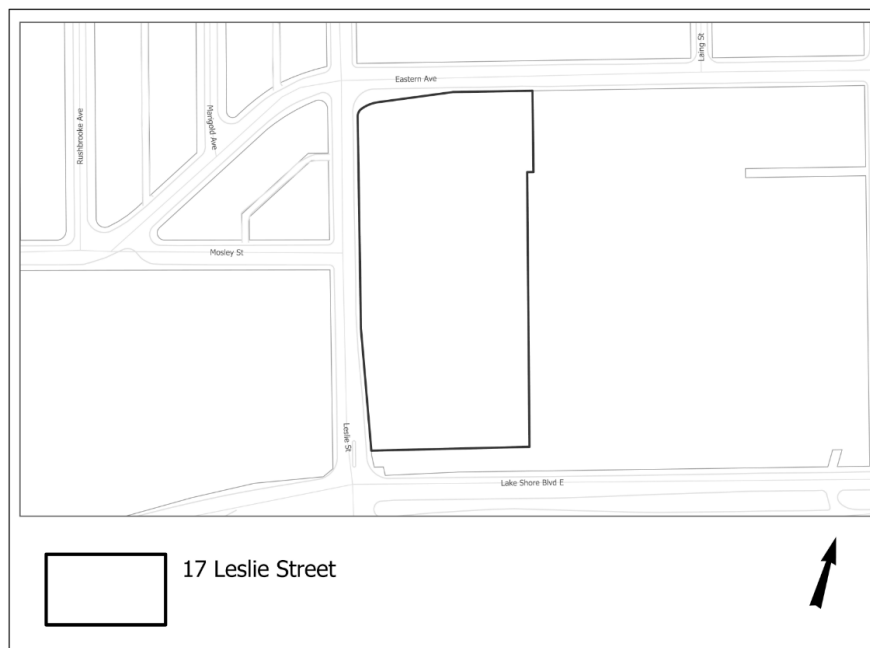 Laing St
Eastern Ave
Rushbrooke Ave
Marigold Ave
Mosley St
Leslie St
Lake Shore Blvd E
17 Leslie Street